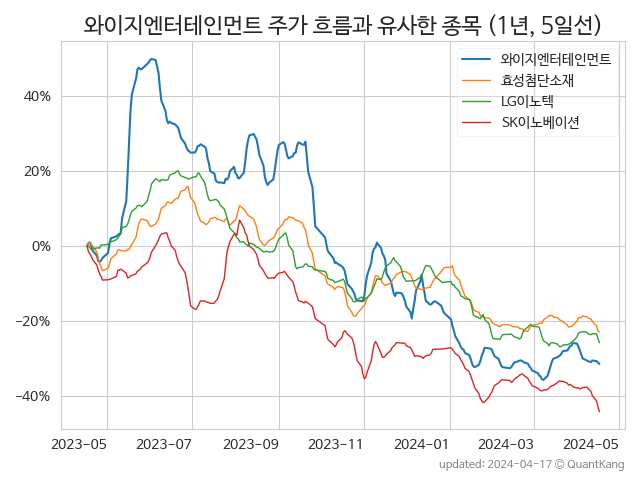 와이지엔터테인먼트 주가 흐름과 유사한 종목 (1년, 5일선)
와이지엔터테인먼트
효성첨단소재
LG이노텍
SK이노베이션
40%
20%
0%
−20%
−40%
2023-05 2023-07 2023-09 2023-11 2024-01 2024-03 2024-05
updated: 2024-04-17 © QuantKang